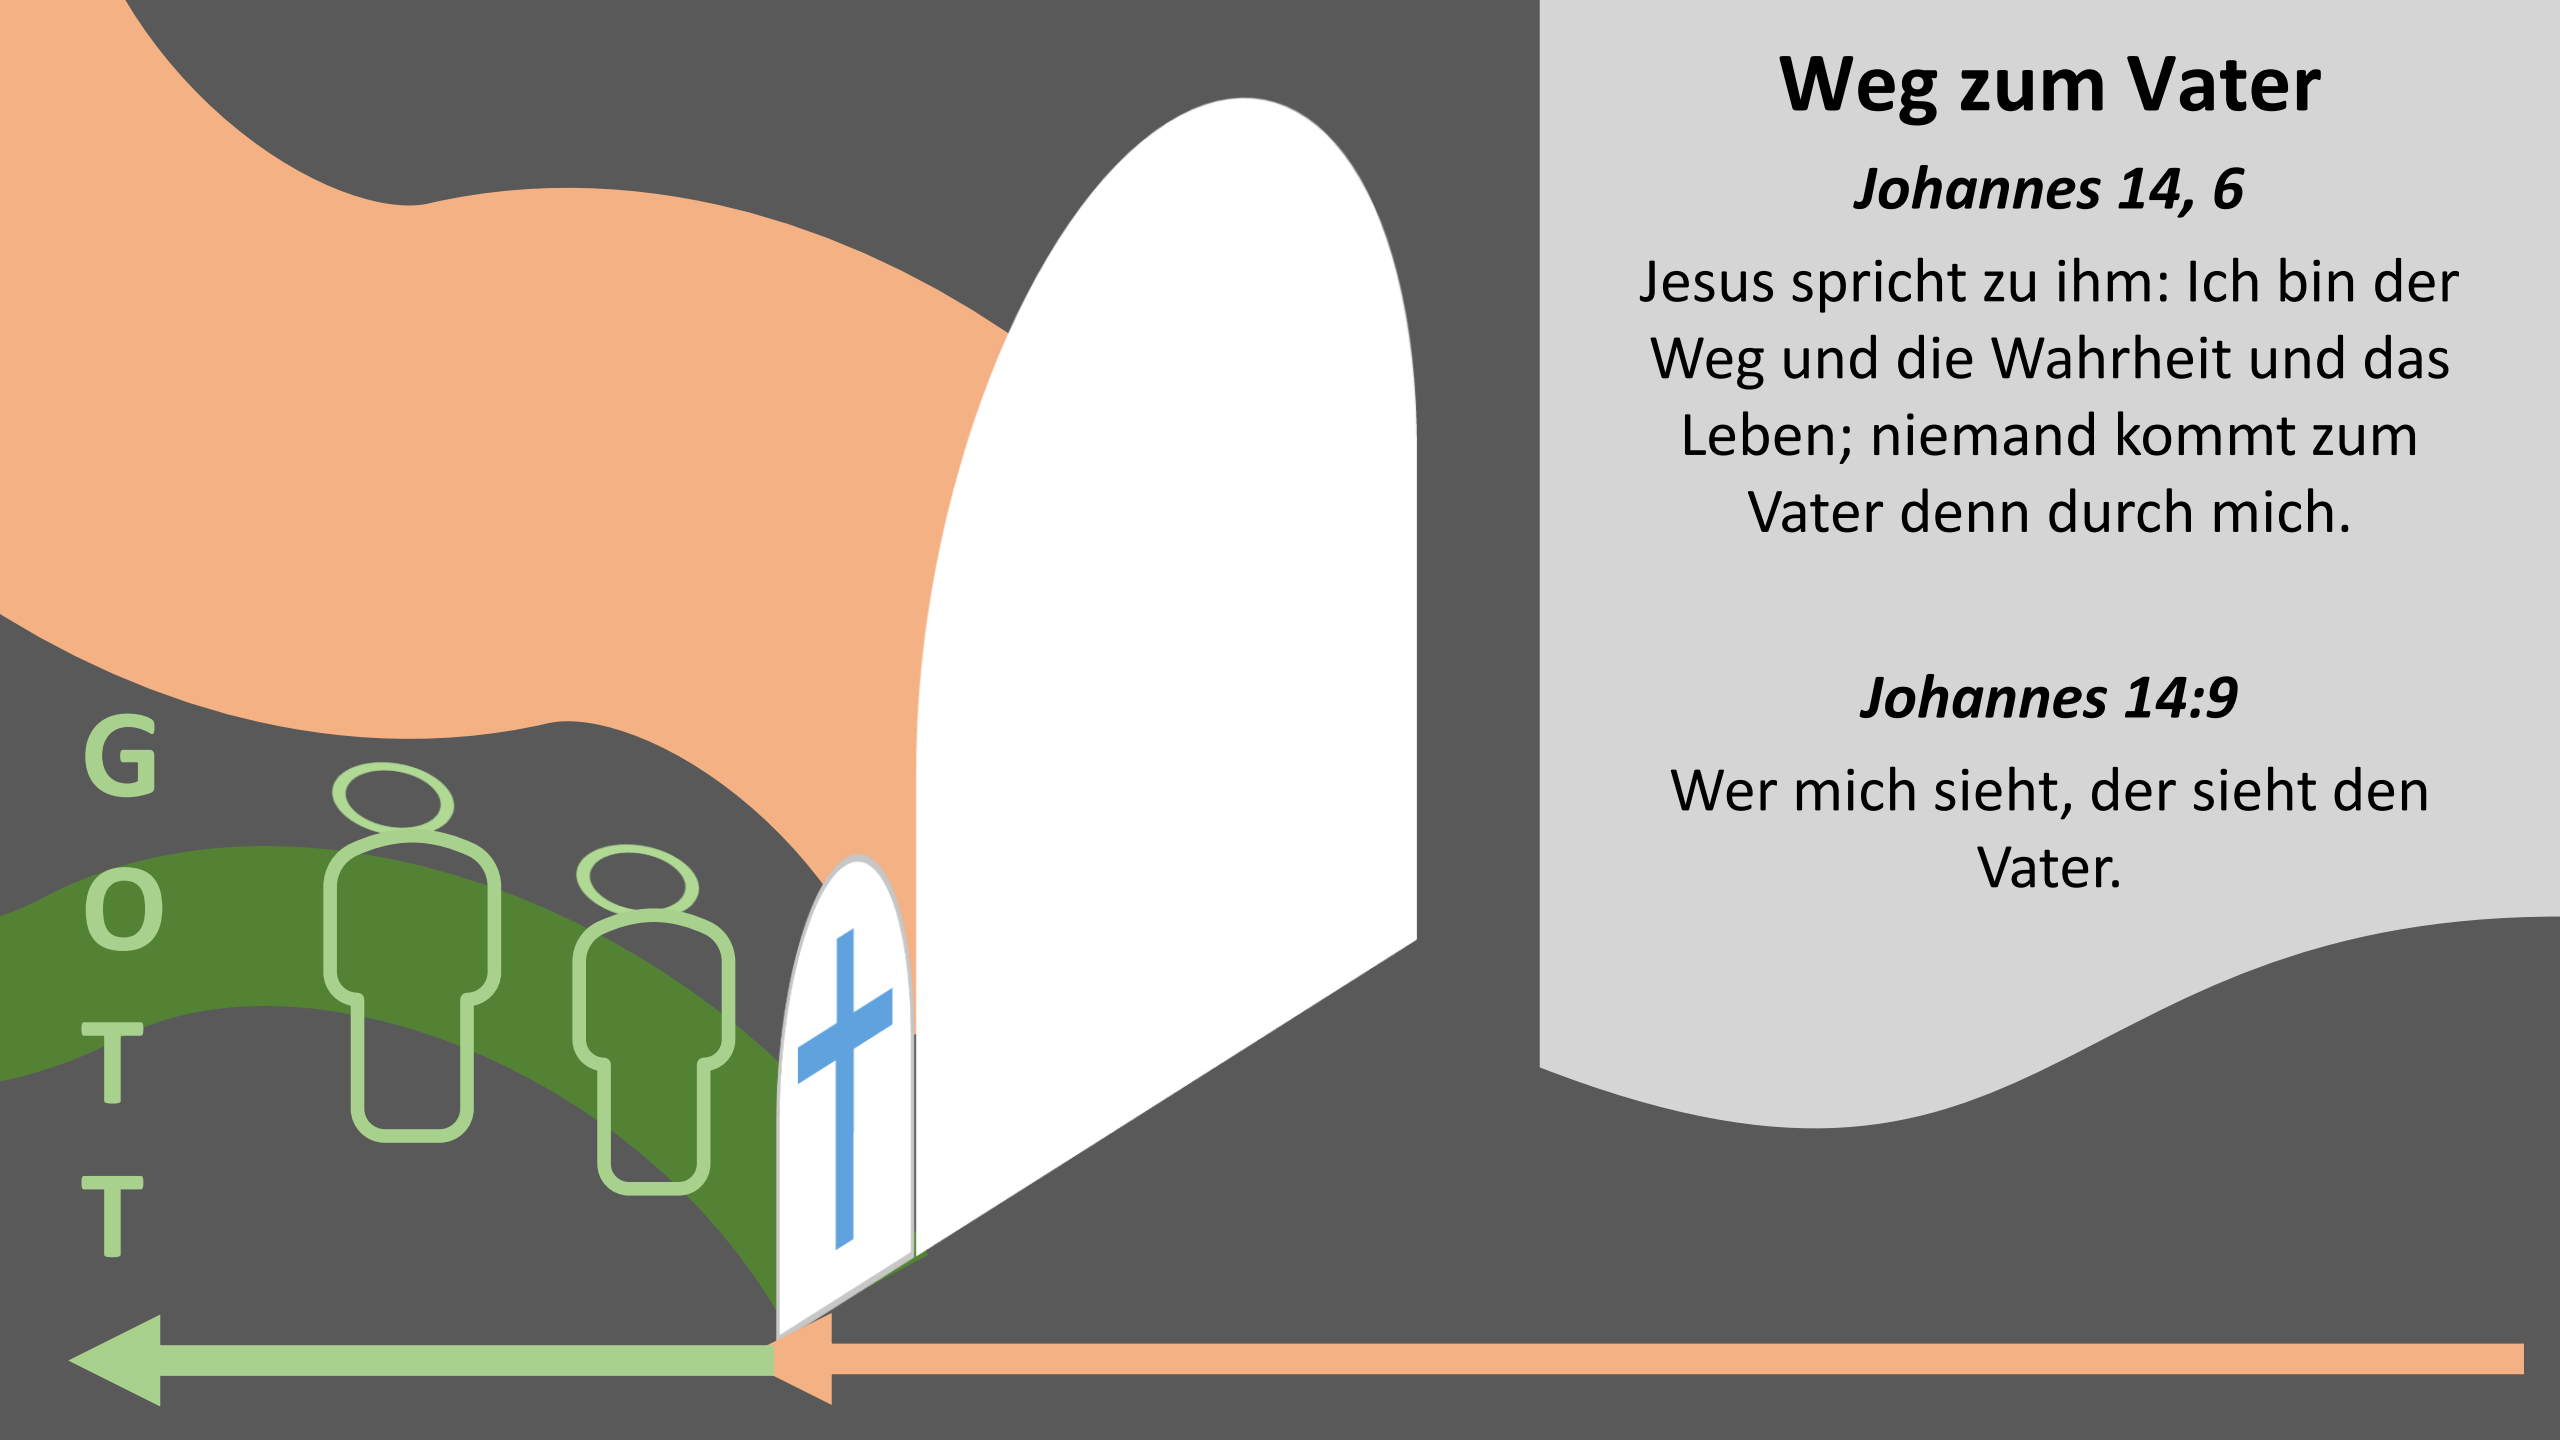 Weg zum Vater
Johannes 14, 6
Jesus spricht zu ihm: Ich bin der
Weg und die Wahrheit und das
Leben; niemand kommt zum
Vater denn durch mich.
Johannes 14:9
Wer mich sieht, der sieht den
Vater.
G
O
T
T